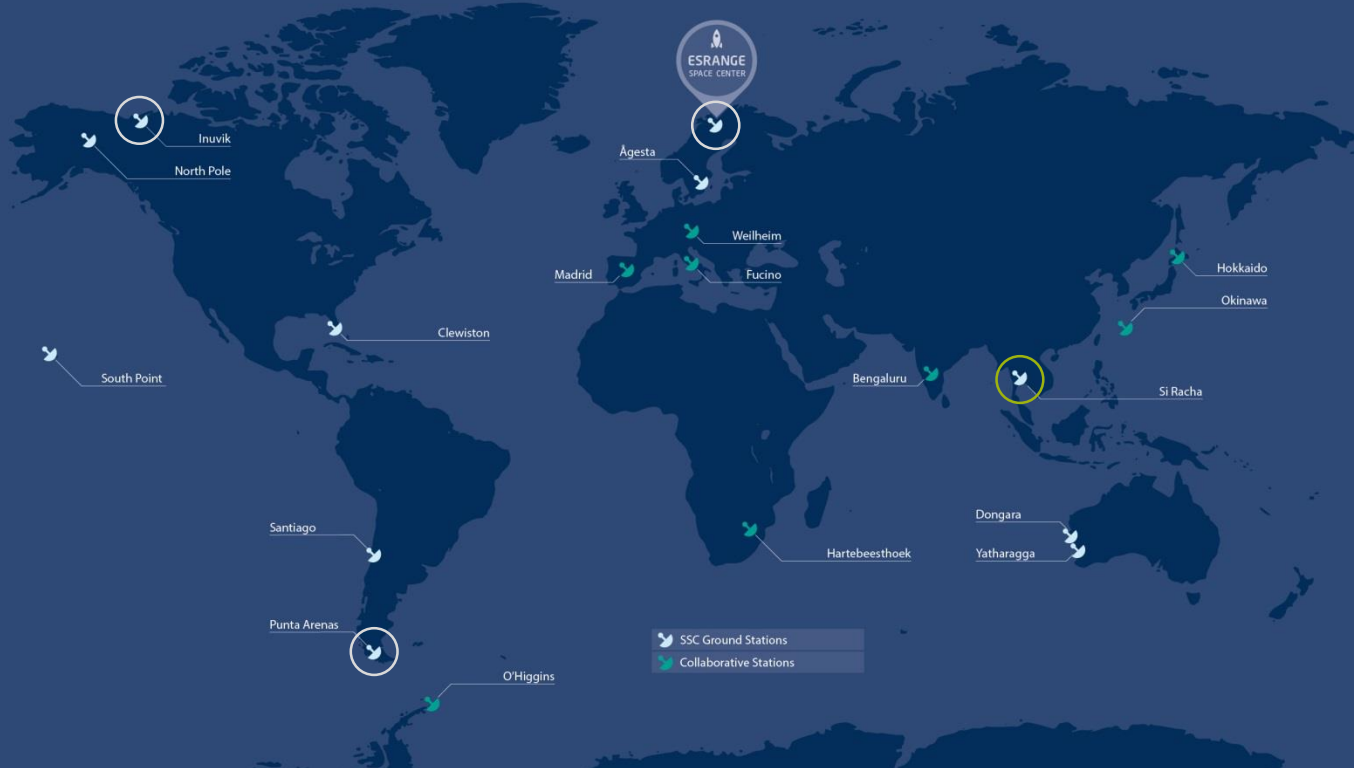 ESRANGE
SPACE CENTER
Inuvik
North Pole
Ågesta
Weilheim
Madrid
Fucino
Hokkaido
Okinawa
Clewiston
South Point
Bengaluru
Si Racha
Santiago
Dongara
Hartebeesthoek
Yatharagga
Punta Arenas
SSC Ground Stations
Collaborative Stations
O'Higgins